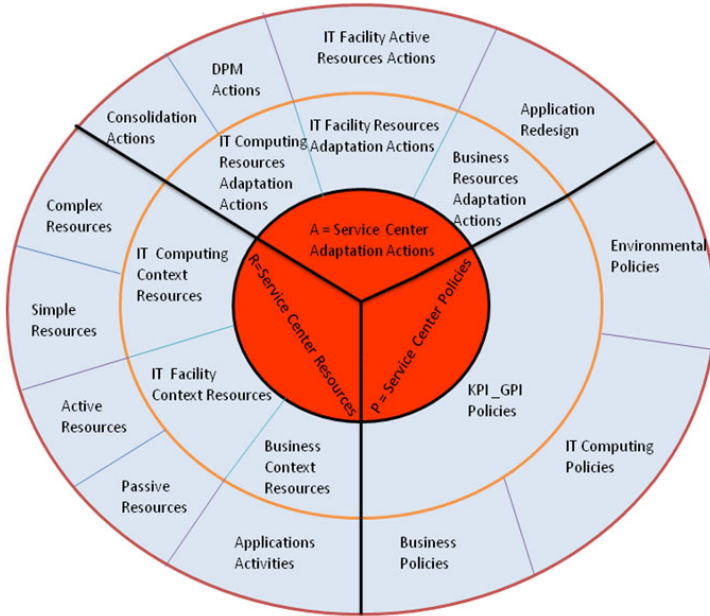 IT Facility Active
Resources Actions
DPM
Actions
Consolidation
Actions
Application
Redesign
IT Facility Resources
Adaptation Actions
IT Computing
Resources
Adaptation
Actions
Business
Resources
Adaptation
Actions
Complex
Resources
A = Service Center
Adaptation Actions
Environmental
Policies
IT Computing
Context
Resources
R=Service Center Resources
P = Service Center Policies
Simple
Resources
IT Facility
Context Resources
KPI_GPI
Policies
Active
Resources
Business
Context
Resources
IT Computing
Policies
Passive
Resources
Applications
Activities
Business
Policies